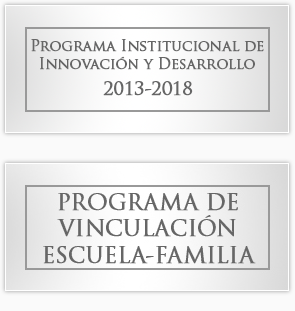 Programa Institucional de
Innovación y Desarrollo
2013-2018
PROGRAMA DE
VINCULACIÓN
ESCUELA-FAMILIA